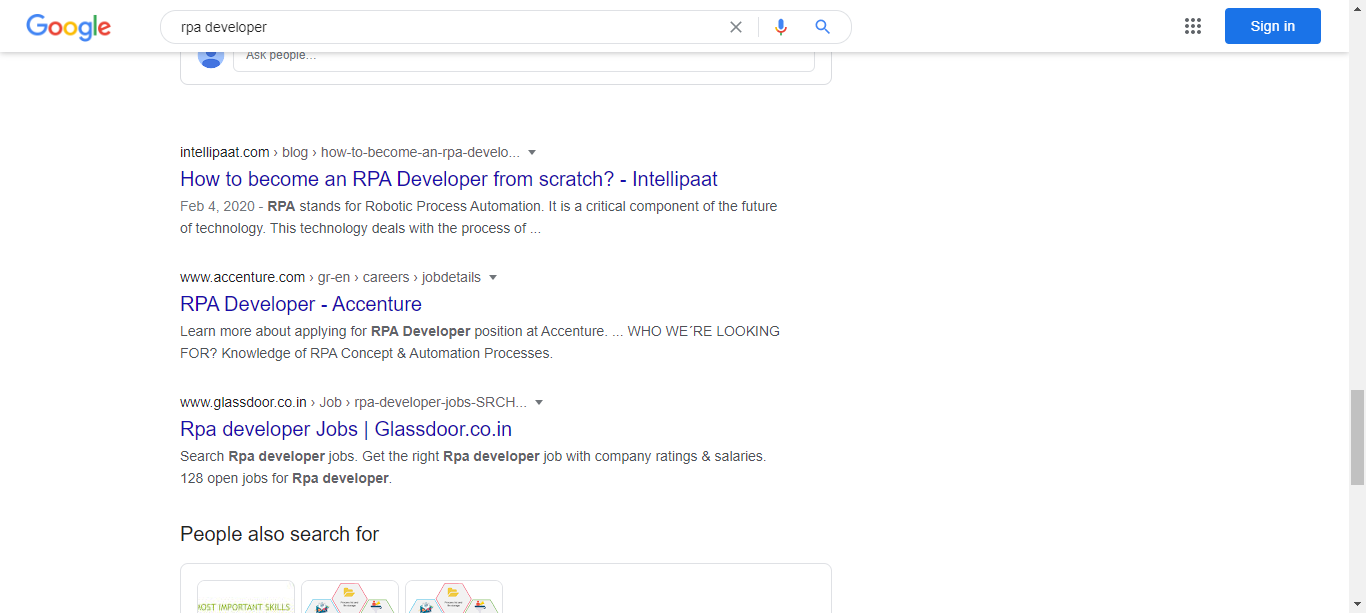 Google
rpa developer
Sign in
Ask people...
intellipaat.com › blog › how-to-become-an-rpa-develo...
How to become an RPA Developer from scratch? - Intellipaat
Feb 4, 2020 - RPA stands for Robotic Process Automation. It is a critical component of the future
of technology. This technology deals with the process of ...
www.accenture.com › gr-en › careers › jobdetails
RPA Developer - Accenture
Learn more about applying for RPA Developer position at Accenture. ... WHO WE´RE LOOKING
FOR? Knowledge of RPA Concept & Automation Processes.
www.glassdoor.co.in › Job › rpa-developer-jobs-SRCH...
Rpa developer Jobs | Glassdoor.co.in
Search Rpa developer jobs. Get the right Rpa developer job with company ratings & salaries.
128 open jobs for Rpa developer.
People also search for
MOST IMPORTANT SKILLS